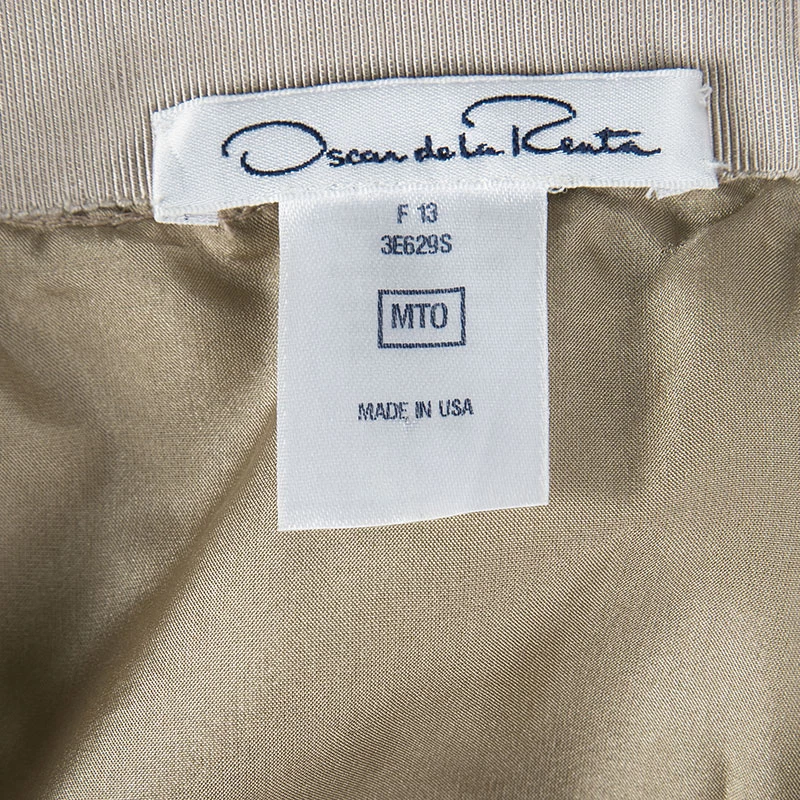 Oscar de la Renta
F 13
3E629S
MTO
MADE IN USA